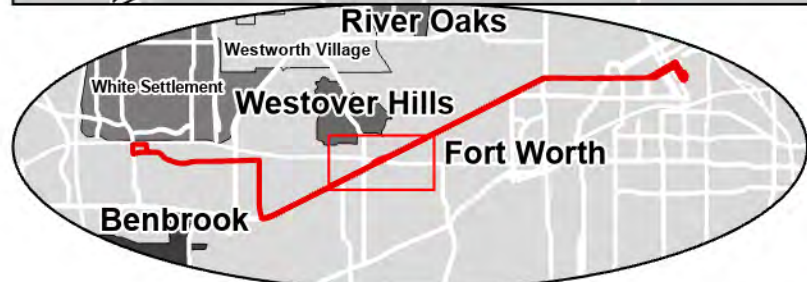 River Oaks
Westworth Village
White Settlement
Westover Hills
Fort Worth
Benbrook